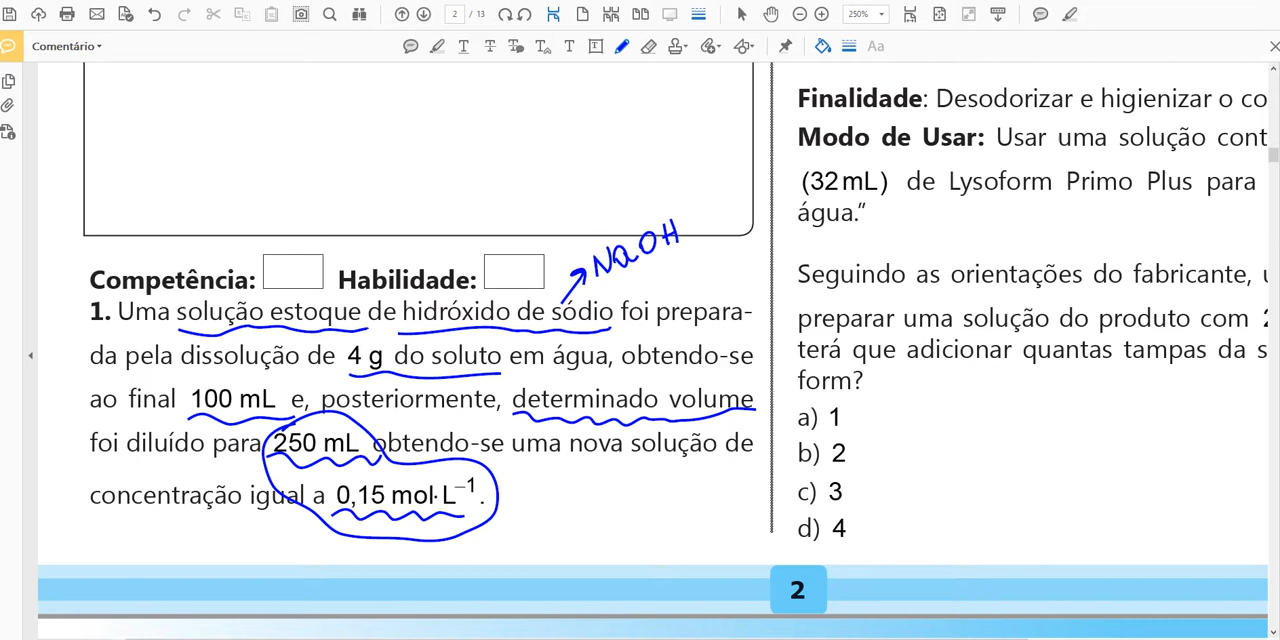 2 / 13
250%
Comentário
Competência: Habilidade:
NaOH
1. Uma solução estoque de hidróxido de sódio foi prepara-
da pela dissolução de 4 g do soluto em água, obtendo-se
ao final 100 mL e, posteriormente, determinado volume
foi diluído para 250 mL obtendo-se uma nova solução de
concentração igual a 0,15 mol·L⁻¹.
Finalidade: Desodorizar e higienizar o co
Modo de Usar: Usar uma solução cont
(32 mL) de Lysoform Primo Plus para
água.”
Seguindo as orientações do fabricante, u
preparar uma solução do produto com 2
terá que adicionar quantas tampas da s
form?
a) 1
b) 2
c) 3
d) 4
2